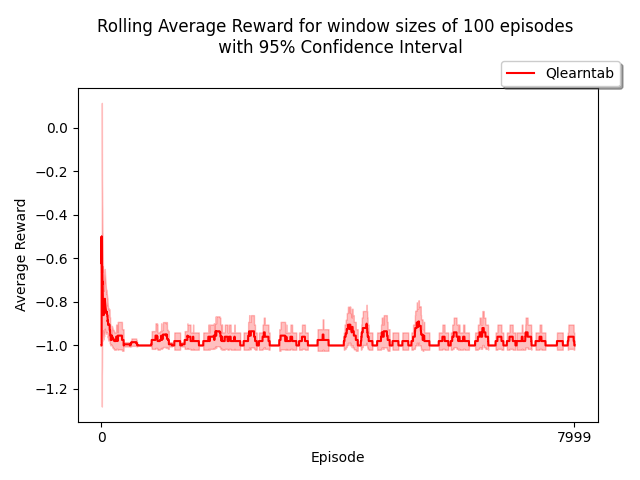 Rolling Average Reward for window sizes of 100 episodes
with 95% Confidence Interval
Qlearntab
0.0
−0.2
−0.4
−0.6
−0.8
−1.0
−1.2
Average Reward
0
7999
Episode